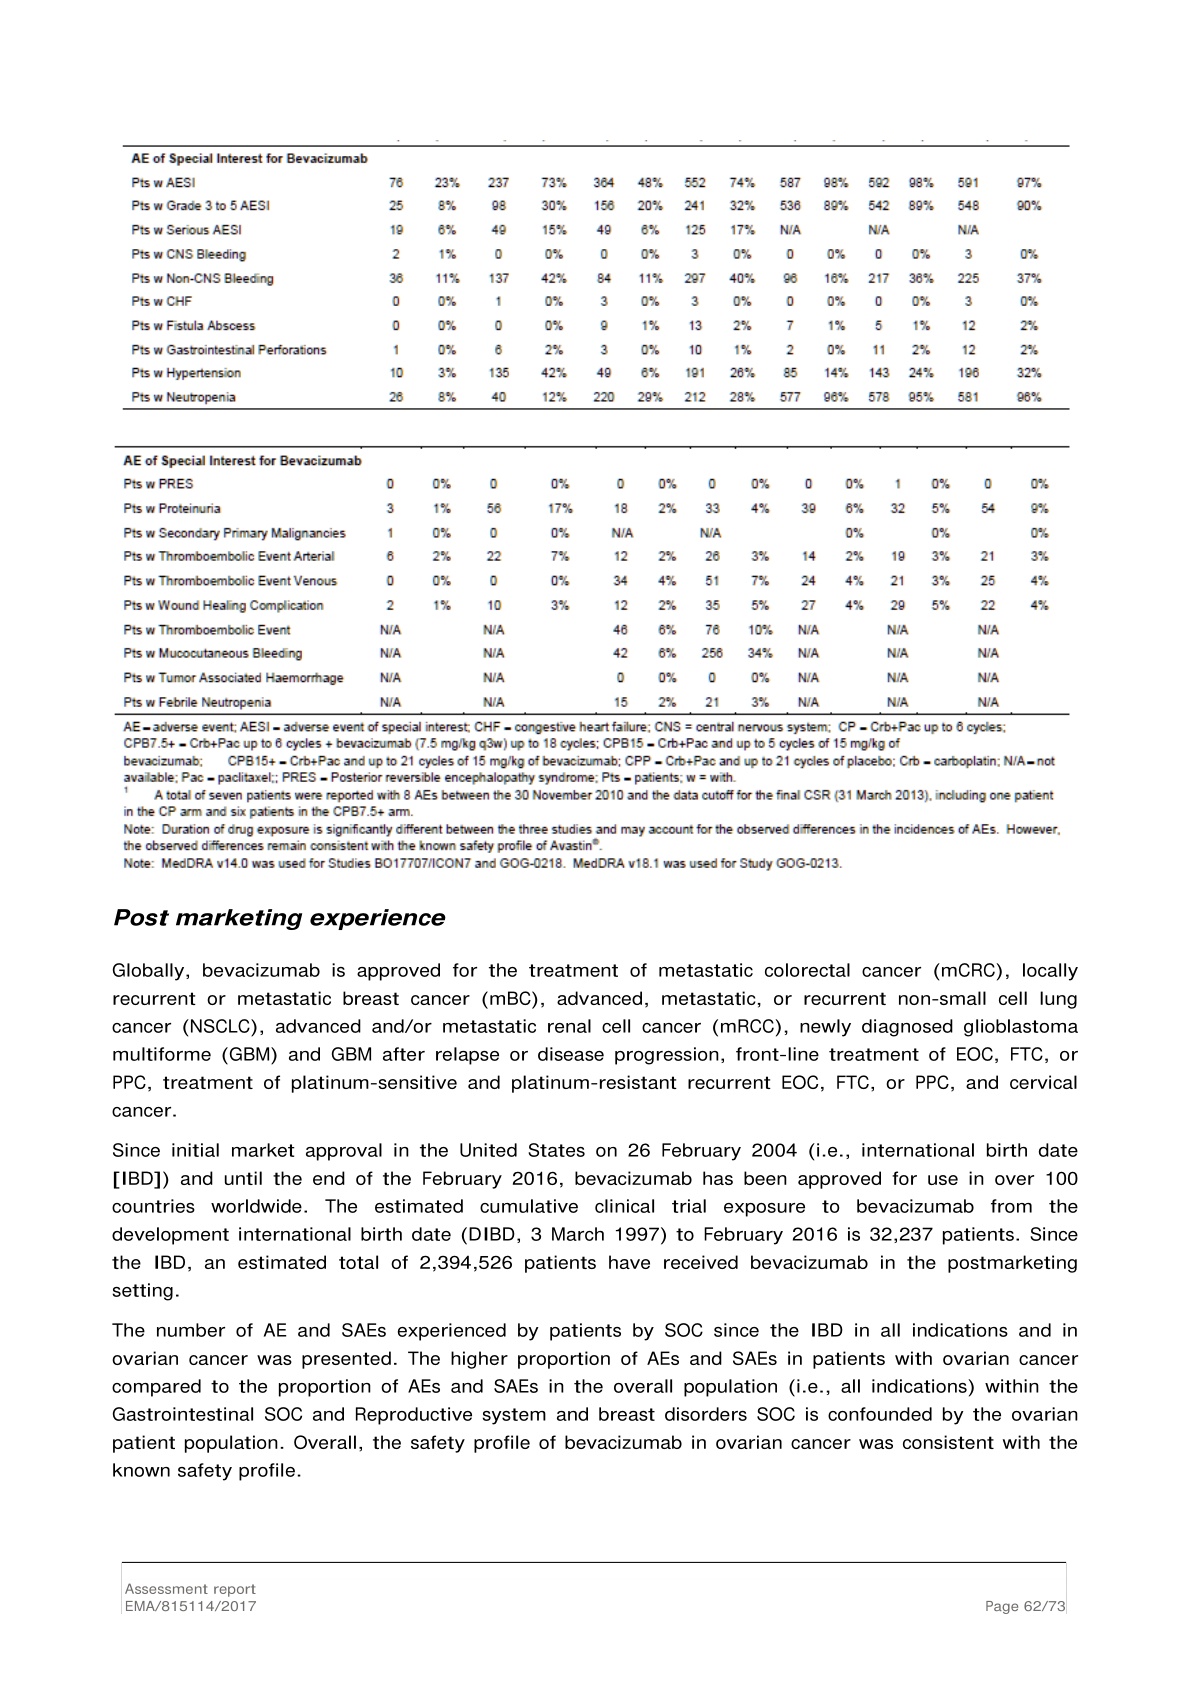 AE of Special Interest for Bevacizumab
Pts w AESI 76 23% 237 73% 364 48% 552 74% 587 98% 592 98% 591 97%
Pts w Grade 3 to 5 AESI 25 8% 98 30% 156 20% 241 32% 536 89% 542 89% 548 90%
Pts w Serious AESI 19 6% 49 15% 49 6% 125 17% N/A N/A N/A
Pts w CNS Bleeding 2 1% 0 0% 0 0% 3 0% 0 0% 0 0% 3 0%
Pts w Non-CNS Bleeding 36 11% 137 42% 84 11% 297 40% 96 16% 217 36% 225 37%
Pts w CHF 0 0% 1 0% 3 0% 3 0% 0 0% 0 0% 3 0%
Pts w Fistula Abscess 0 0% 0 0% 9 1% 13 2% 7 1% 5 1% 12 2%
Pts w Gastrointestinal Perforations 1 0% 6 2% 3 0% 10 1% 2 0% 11 2% 12 2%
Pts w Hypertension 10 3% 135 42% 49 6% 191 26% 85 14% 143 24% 196 32%
Pts w Neutropenia 26 8% 40 12% 220 29% 212 28% 577 96% 578 95% 581 96%
AE of Special Interest for Bevacizumab
Pts w PRES 0 0% 0 0% 0 0% 0 0% 0 0% 1 0% 0 0%
Pts w Proteinuria 3 1% 56 17% 18 2% 33 4% 39 6% 32 5% 54 9%
Pts w Secondary Primary Malignancies 1 0% 0 0% N/A N/A 0% 0% 0%
Pts w Thromboembolic Event Arterial 6 2% 22 7% 12 2% 26 3% 14 2% 19 3% 21 3%
Pts w Thromboembolic Event Venous 0 0% 0 0% 34 4% 51 7% 24 4% 21 3% 25 4%
Pts w Wound Healing Complication 2 1% 10 3% 12 2% 35 5% 27 4% 29 5% 22 4%
Pts w Thromboembolic Event N/A N/A 46 6% 76 10% N/A N/A N/A
Pts w Mucocutaneous Bleeding N/A N/A 42 6% 256 34% N/A N/A N/A
Pts w Tumor Associated Haemorrhage N/A N/A 0 0% 0 0% N/A N/A N/A
Pts w Febrile Neutropenia N/A N/A 15 2% 21 3% N/A N/A N/A
AE = adverse event; AESI = adverse event of special interest; CHF = congestive heart failure; CNS = central nervous system; CP = Crb+Pac up to 6 cycles;
CPB7.5+ = Crb+Pac up to 6 cycles + bevacizumab (7.5 mg/kg q3w) up to 18 cycles; CPB15 = Crb+Pac and up to 5 cycles of 15 mg/kg of
bevacizumab; CPB15+ = Crb+Pac and up to 21 cycles of 15 mg/kg of bevacizumab; CPP = Crb+Pac and up to 21 cycles of placebo; Crb = carboplatin; N/A = not
available; Pac = paclitaxel;; PRES = Posterior reversible encephalopathy syndrome; Pts = patients; w = with.
1 A total of seven patients were reported with 8 AEs between the 30 November 2010 and the data cutoff for the final CSR (31 March 2013), including one patient
in the CP arm and six patients in the CPB7.5+ arm.
Note: Duration of drug exposure is significantly different between the three studies and may account for the observed differences in the incidences of AEs. However,
the observed differences remain consistent with the known safety profile of Avastin®.
Note: MedDRA v14.0 was used for Studies BO17707/ICON7 and GOG-0218. MedDRA v18.1 was used for Study GOG-0213.
Post marketing experience
Globally, bevacizumab is approved for the treatment of metastatic colorectal cancer (mCRC), locally
recurrent or metastatic breast cancer (mBC), advanced, metastatic, or recurrent non-small cell lung
cancer (NSCLC), advanced and/or metastatic renal cell cancer (mRCC), newly diagnosed glioblastoma
multiforme (GBM) and GBM after relapse or disease progression, front-line treatment of EOC, FTC, or
PPC, treatment of platinum-sensitive and platinum-resistant recurrent EOC, FTC, or PPC, and cervical
cancer.
Since initial market approval in the United States on 26 February 2004 (i.e., international birth date
[IBD]) and until the end of the February 2016, bevacizumab has been approved for use in over 100
countries worldwide. The estimated cumulative clinical trial exposure to bevacizumab from the
development international birth date (DIBD, 3 March 1997) to February 2016 is 32,237 patients. Since
the IBD, an estimated total of 2,394,526 patients have received bevacizumab in the postmarketing
setting.
The number of AE and SAEs experienced by patients by SOC since the IBD in all indications and in
ovarian cancer was presented. The higher proportion of AEs and SAEs in patients with ovarian cancer
compared to the proportion of AEs and SAEs in the overall population (i.e., all indications) within the
Gastrointestinal SOC and Reproductive system and breast disorders SOC is confounded by the ovarian
patient population. Overall, the safety profile of bevacizumab in ovarian cancer was consistent with the
known safety profile.
Assessment report
EMA/815114/2017 Page 62/73